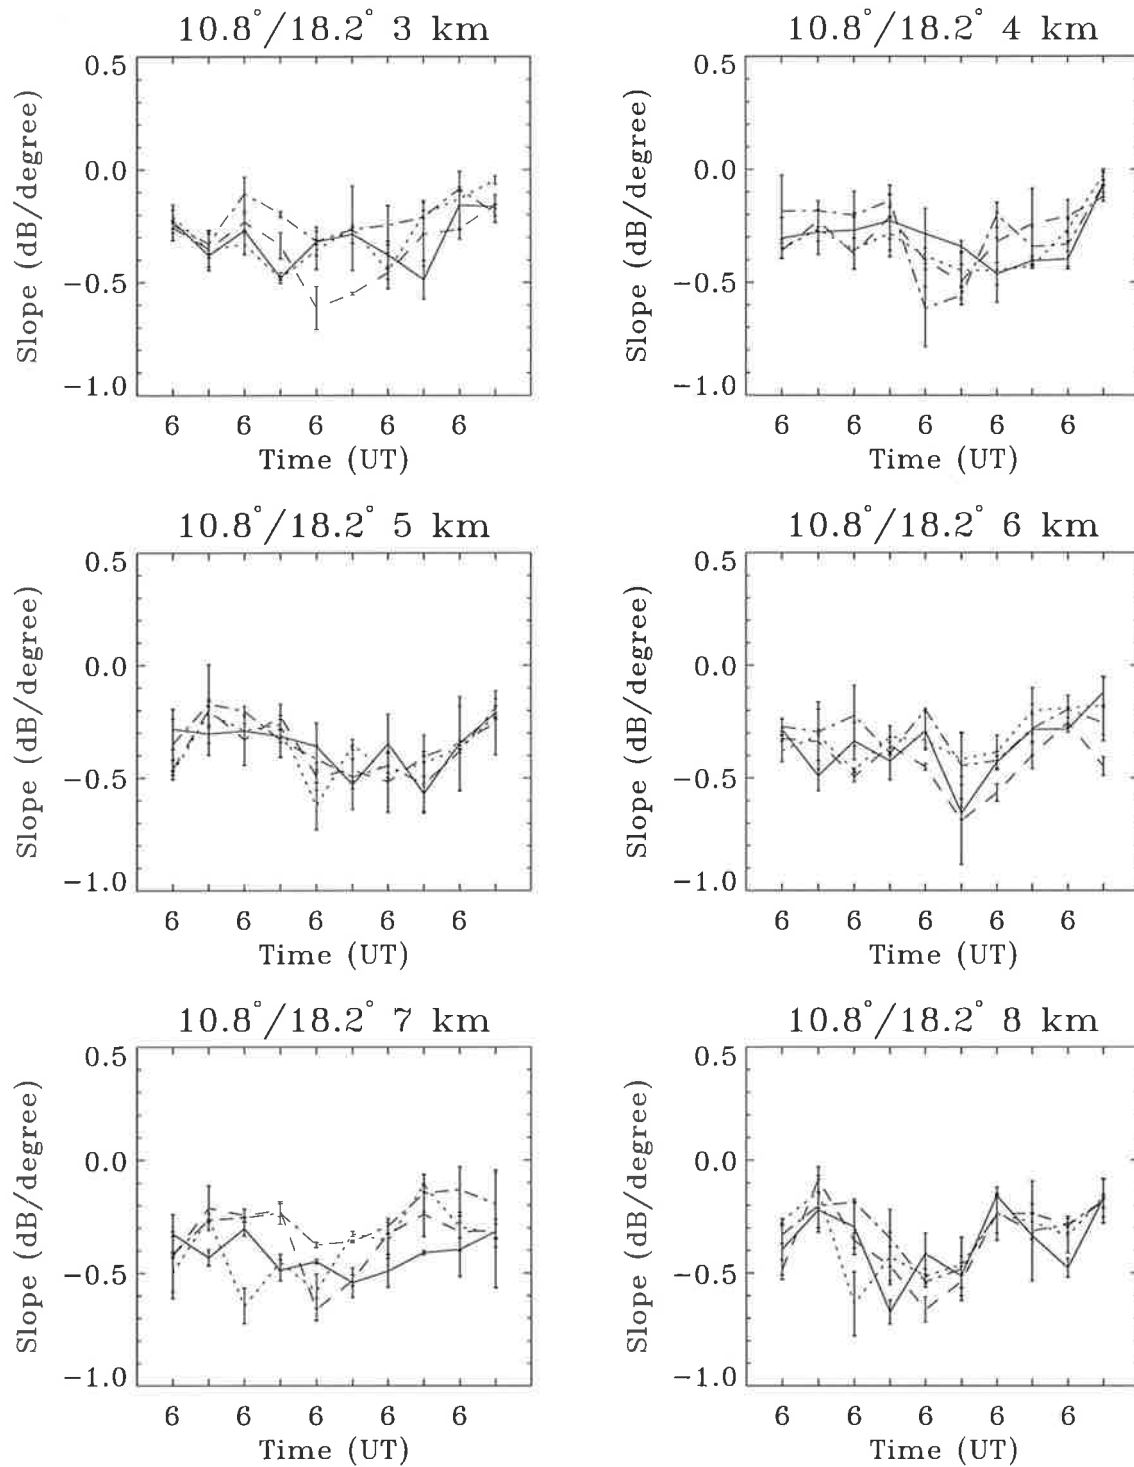 10.8°/18.2° 3 km
0.5
0.0
−0.5
−1.0
Slope (dB/degree)
6 6 6 6 6
Time (UT)
10.8°/18.2° 4 km
0.5
0.0
−0.5
−1.0
Slope (dB/degree)
6 6 6 6 6
Time (UT)
10.8°/18.2° 5 km
0.5
0.0
−0.5
−1.0
Slope (dB/degree)
6 6 6 6 6
Time (UT)
10.8°/18.2° 6 km
0.5
0.0
−0.5
−1.0
Slope (dB/degree)
6 6 6 6 6
Time (UT)
10.8°/18.2° 7 km
0.5
0.0
−0.5
−1.0
Slope (dB/degree)
6 6 6 6 6
Time (UT)
10.8°/18.2° 8 km
0.5
0.0
−0.5
−1.0
Slope (dB/degree)
6 6 6 6 6
Time (UT)